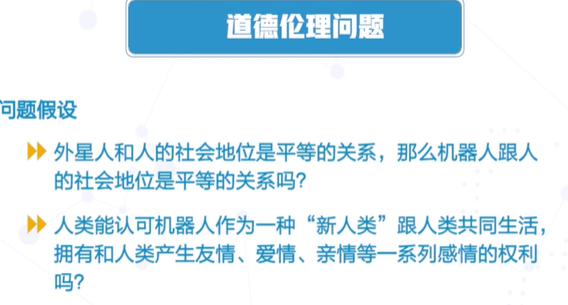 道德伦理问题
问题假设
外星人和人的社会地位是平等的关系，那么机器人跟人
的社会地位是平等的关系吗？
人类能认可机器人作为一种“新人类”跟人类共同生活，
拥有和人类产生友情、爱情、亲情等一系列感情的权利
吗？